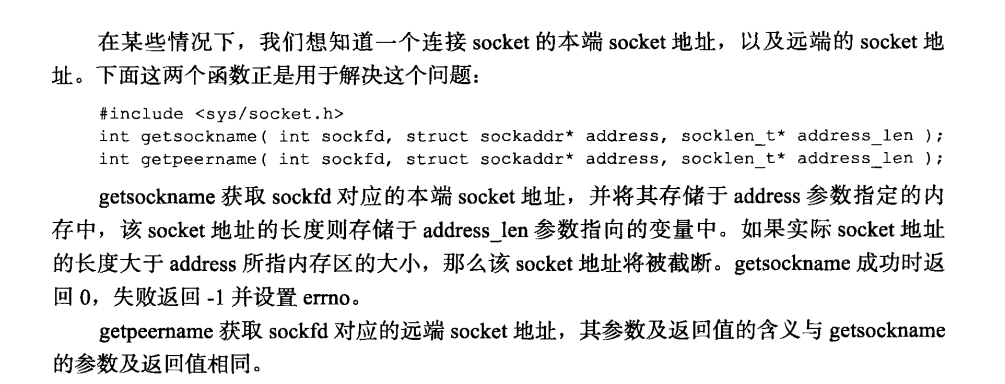 在某些情况下，我们想知道一个连接 socket 的本端 socket 地址，以及远端的 socket 地
址。下面这两个函数正是用于解决这个问题：
#include <sys/socket.h>
int getsockname( int sockfd, struct sockaddr* address, socklen_t* address_len );
int getpeername( int sockfd, struct sockaddr* address, socklen_t* address_len );
getsockname 获取 sockfd 对应的本端 socket 地址，并将其存储于 address 参数指定的内
存中，该 socket 地址的长度则存储于 address_len 参数指向的变量中。如果实际 socket 地址
的长度大于 address 所指内存区的大小，那么该 socket 地址将被截断。getsockname 成功时返
回 0，失败返回 -1 并设置 errno。
getpeername 获取 sockfd 对应的远端 socket 地址，其参数及返回值的含义与 getsockname
的参数及返回值相同。